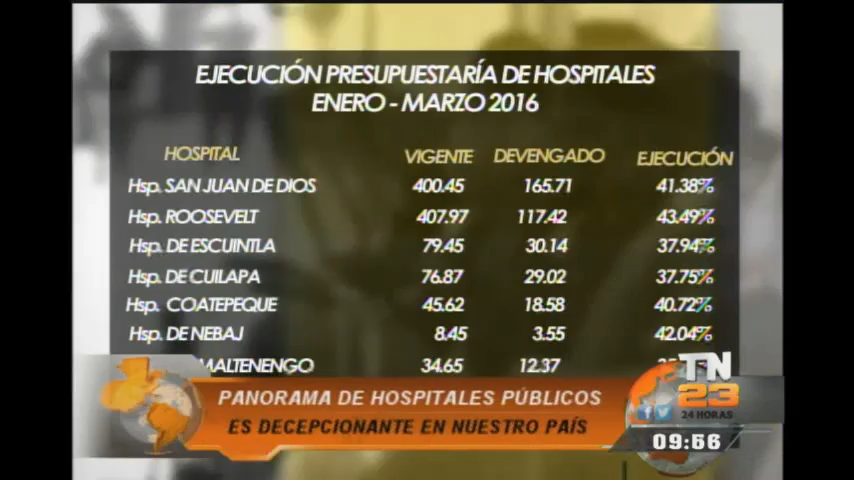 EJECUCIÓN PRESUPUESTARÍA DE HOSPITALES
ENERO - MARZO 2016
HOSPITAL VIGENTE DEVENGADO EJECUCIÓN
Hsp. SAN JUAN DE DIOS 400.45 165.71 41.38%
Hsp. ROOSEVELT 407.97 117.42 43.49%
Hsp. DE ESCUINTLA 79.45 30.14 37.94%
Hsp. DE CUILAPA 76.87 29.02 37.75%
Hsp. COATEPEQUE 45.62 18.58 40.72%
Hsp. DE NEBAJ 8.45 3.55 42.04%
MALTENENGO 34.65 12.37
PANORAMA DE HOSPITALES PÚBLICOS
ES DECEPCIONANTE EN NUESTRO PAÍS
TN
23
24 HORAS
09:56